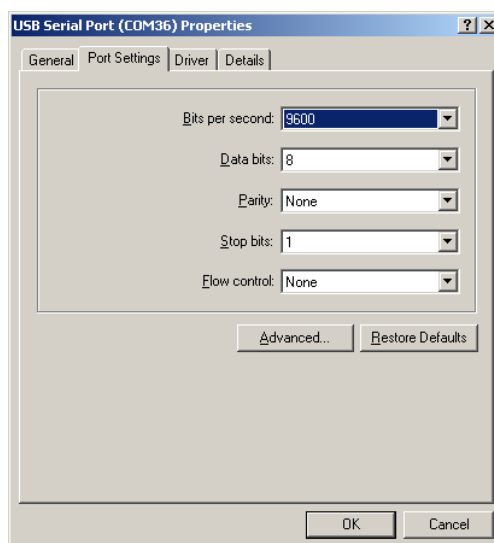 USB Serial Port (COM36) Properties
General Port Settings Driver Details
Bits per second: 9600
Data bits: 8
Parity: None
Stop bits: 1
Flow control: None
Advanced... Restore Defaults
OK Cancel